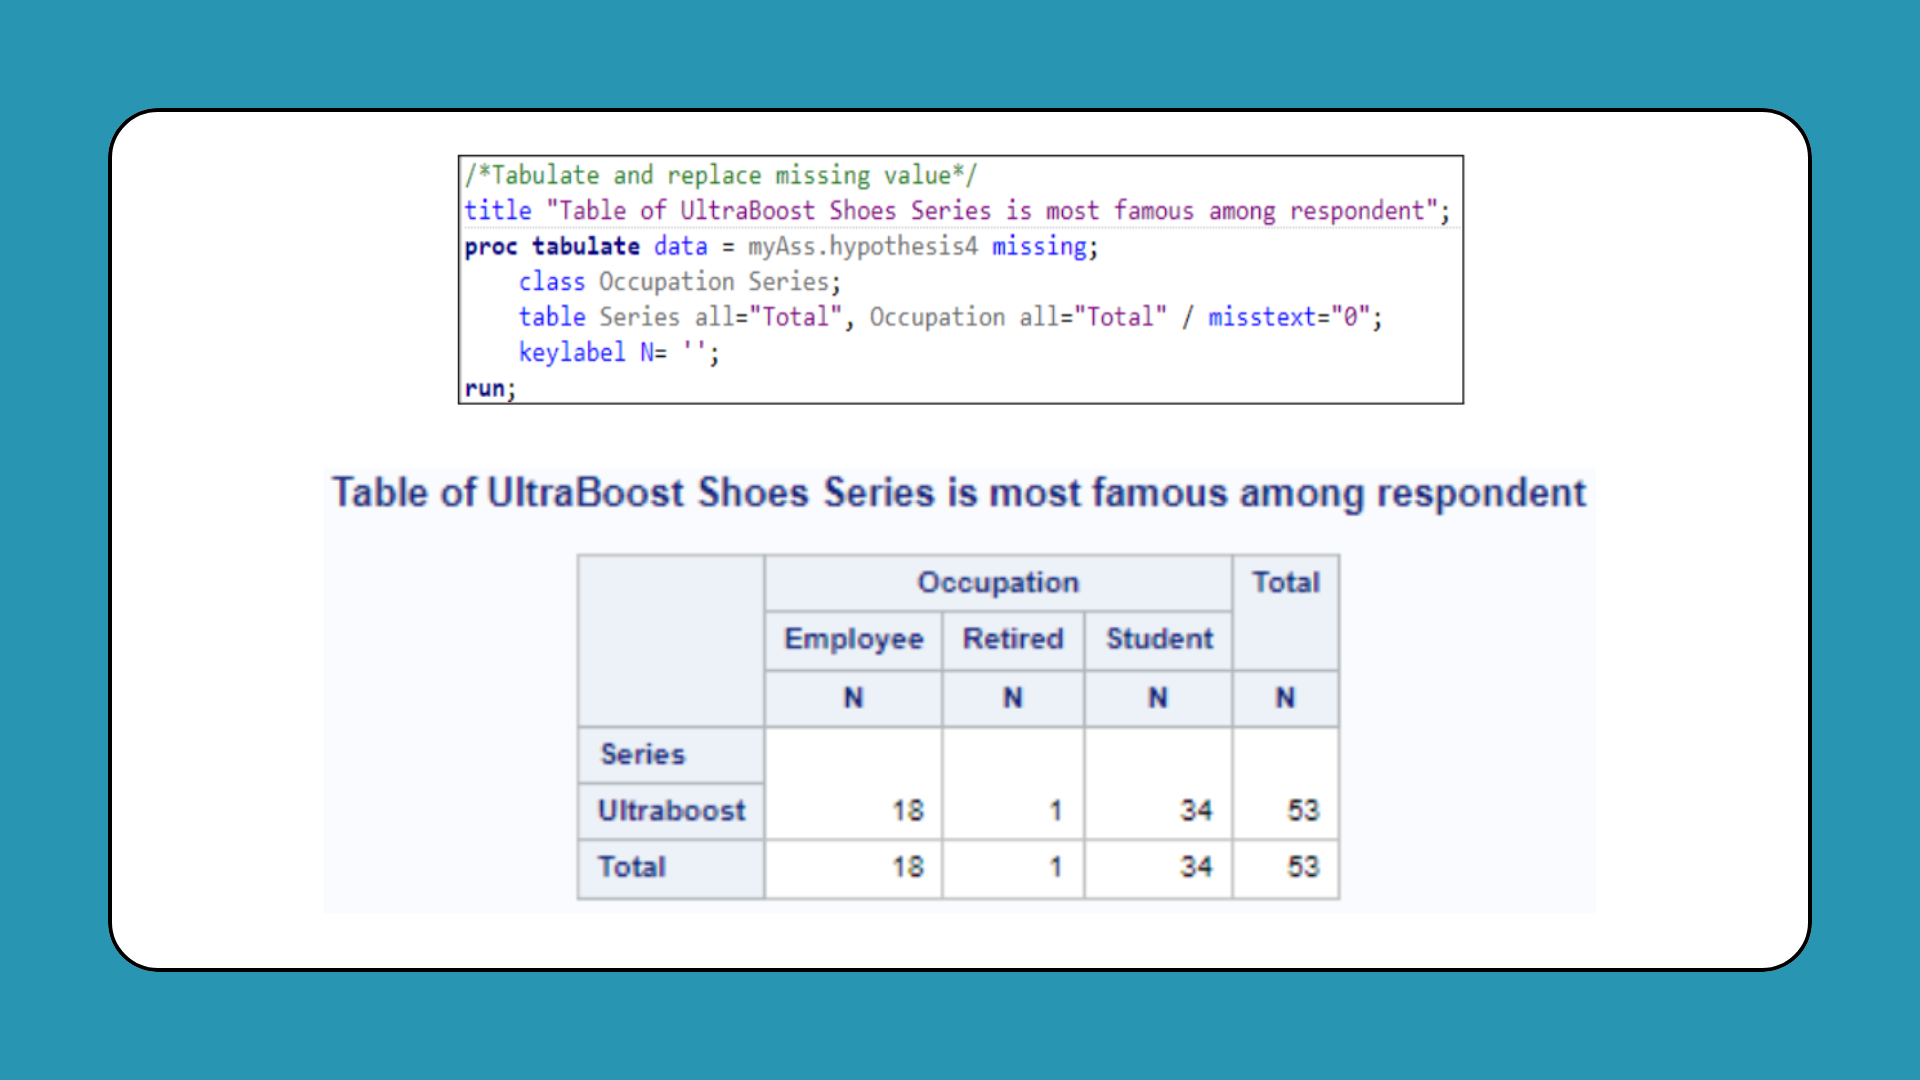 /*Tabulate and replace missing value*/
title "Table of UltraBoost Shoes Series is most famous among respondent";
proc tabulate data = myAss.hypothesis4 missing;
class Occupation Series;
table Series all="Total", Occupation all="Total" / misstext="0";
keylabel N= '';
run;
Table of UltraBoost Shoes Series is most famous among respondent
Occupation Total
Employee Retired Student
N N N N
Series
Ultraboost 18 1 34 53
Total 18 1 34 53